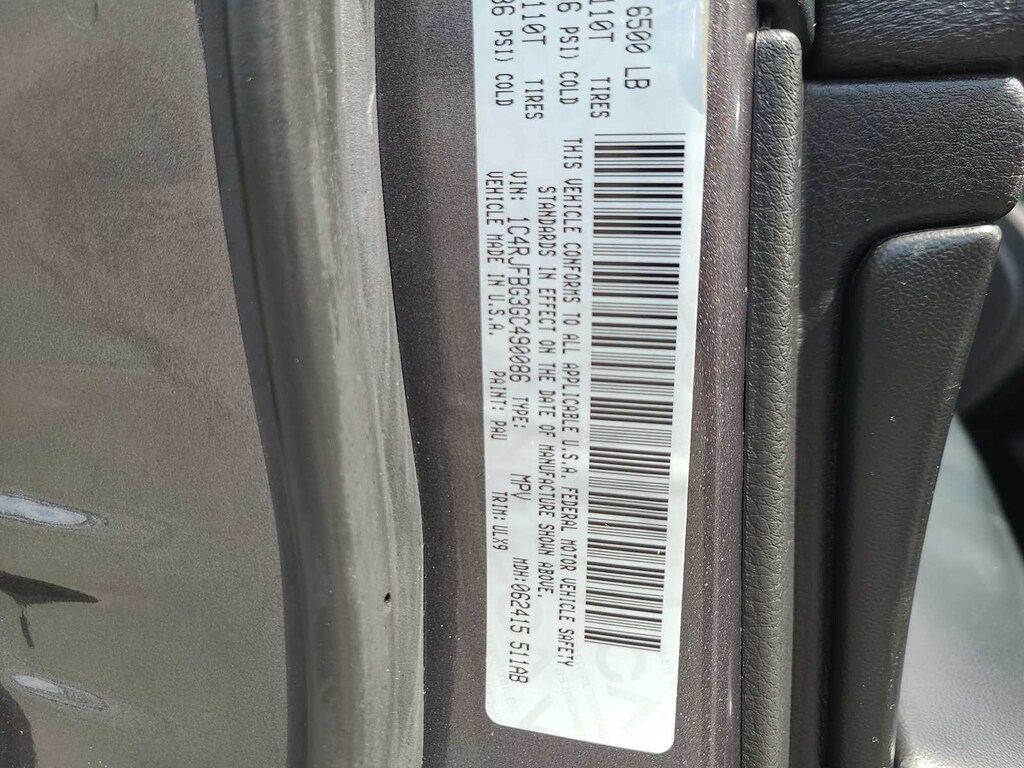 6500 LB
110T TIRES
6 PSI) COLD
110T TIRES
36 PSI) COLD
THIS VEHICLE CONFORMS TO ALL APPLICABLE U.S.A. FEDERAL MOTOR VEHICLE SAFETY
STANDARDS IN EFFECT ON THE DATE OF MANUFACTURE SHOWN ABOVE.
VIN: 1C4RJFBG3GC490086 TYPE: MPV MDH:062415 511AB
VEHICLE MADE IN U.S.A. PAINT: PAU TRIM: ULX9